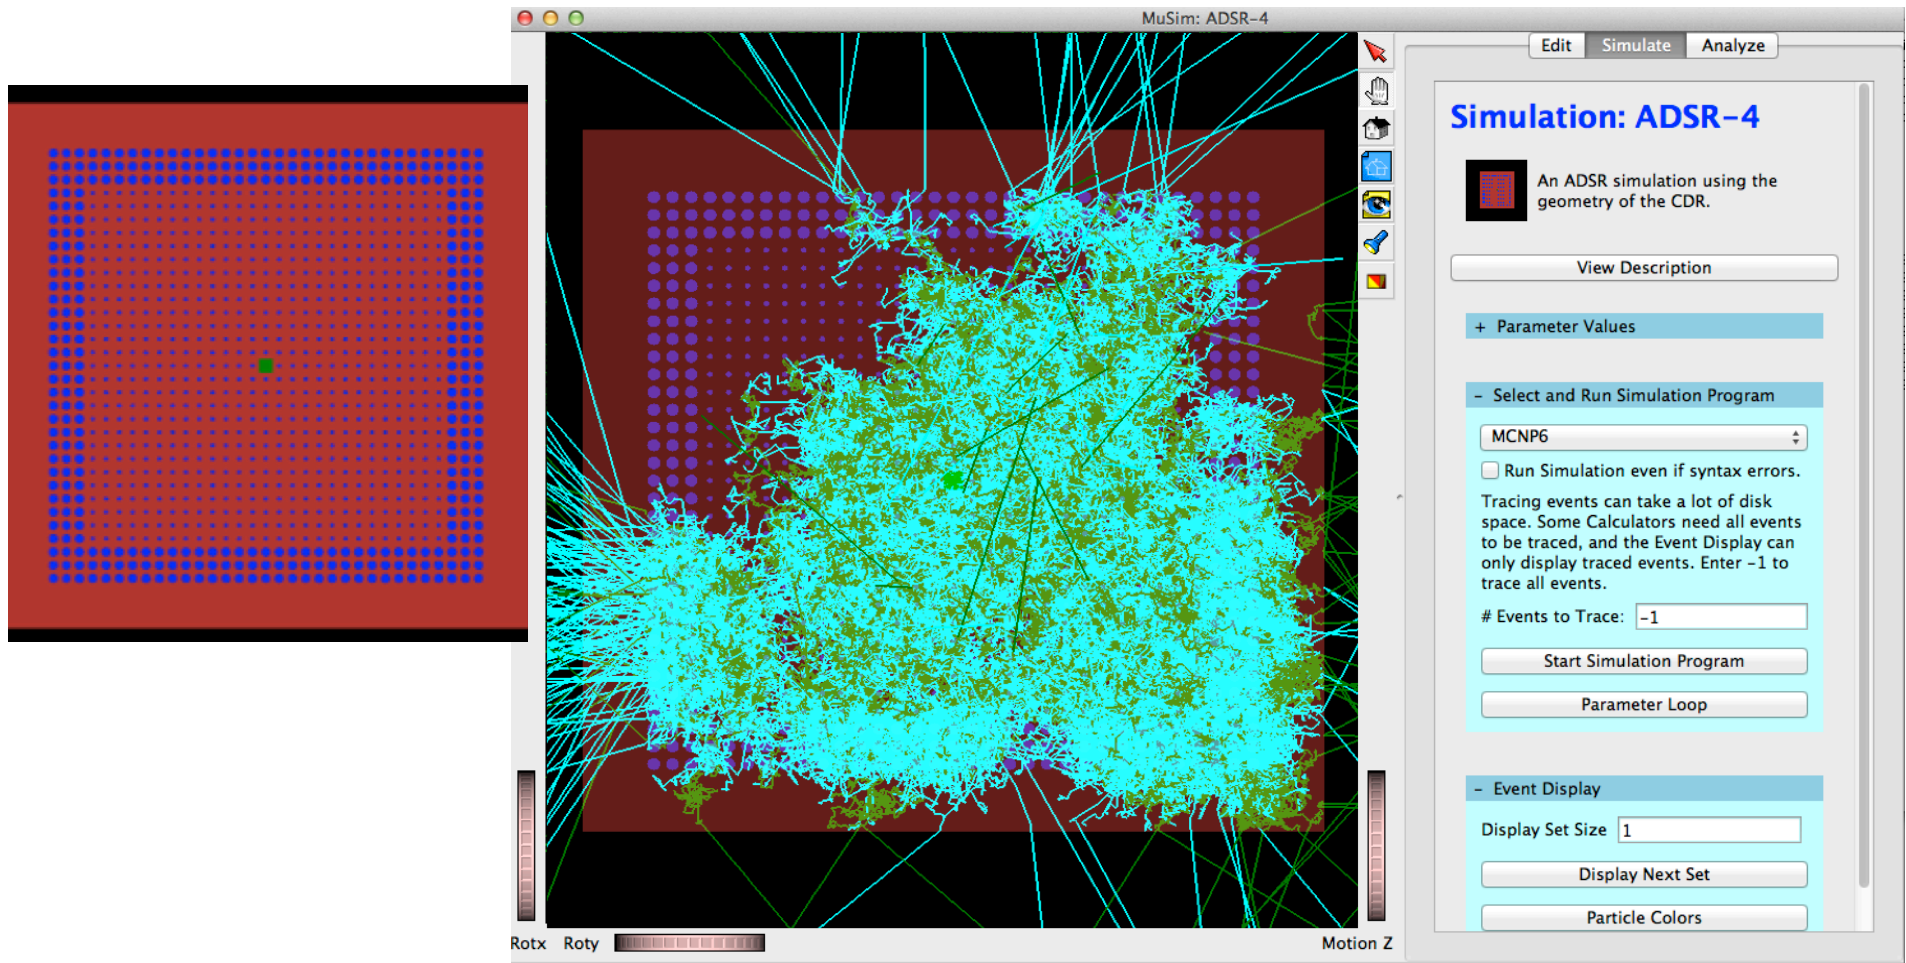 MuSim: ADSR-4
Edit
Simulate
Analyze
Simulation: ADSR-4
An ADSR simulation using the
geometry of the CDR.
View Description
+ Parameter Values
- Select and Run Simulation Program
MCNP6
Run Simulation even if syntax errors.
Tracing events can take a lot of disk
space. Some Calculators need all events
to be traced, and the Event Display can
only display traced events. Enter -1 to
trace all events.
# Events to Trace: -1
Start Simulation Program
Parameter Loop
- Event Display
Display Set Size 1
Display Next Set
Particle Colors
Rotx Roty
Motion Z